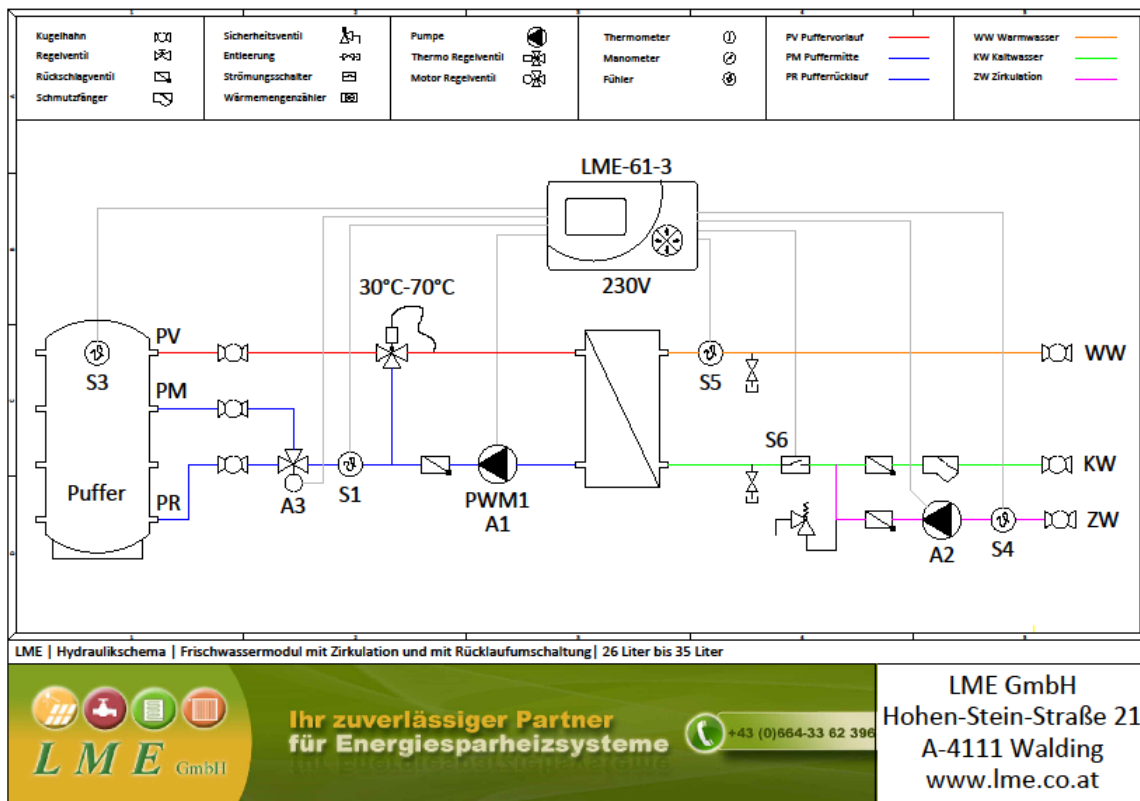 Kugelhahn
Regelventil
Rückschlagventil
Schmutzfänger
Sicherheitsventil
Entleerung
Strömungsschalter
Wärmemengenzähler
Pumpe
Thermo Regelventil
Motor Regelventil
Thermometer
Manometer
Fühler
PV Puffervorlauf
PM Puffermitte
PR Pufferrücklauf
WW Warmwasser
KW Kaltwasser
ZW Zirkulation
LME-61-3
230V
30°C-70°C
PV
S3
PM
PR
Puffer
A3
S1
PWM1
A1
S5
WW
S6
KW
A2
S4
ZW
LME | Hydraulikschema | Frischwassermodul mit Zirkulation und mit Rücklaufumschaltung| 26 Liter bis 35 Liter
L M E GmbH
Ihr zuverlässiger Partner
für Energiesparheizsysteme
+43 (0)664-33 62 396
LME GmbH
Hohen-Stein-Straße 21
A-4111 Walding
www.lme.co.at